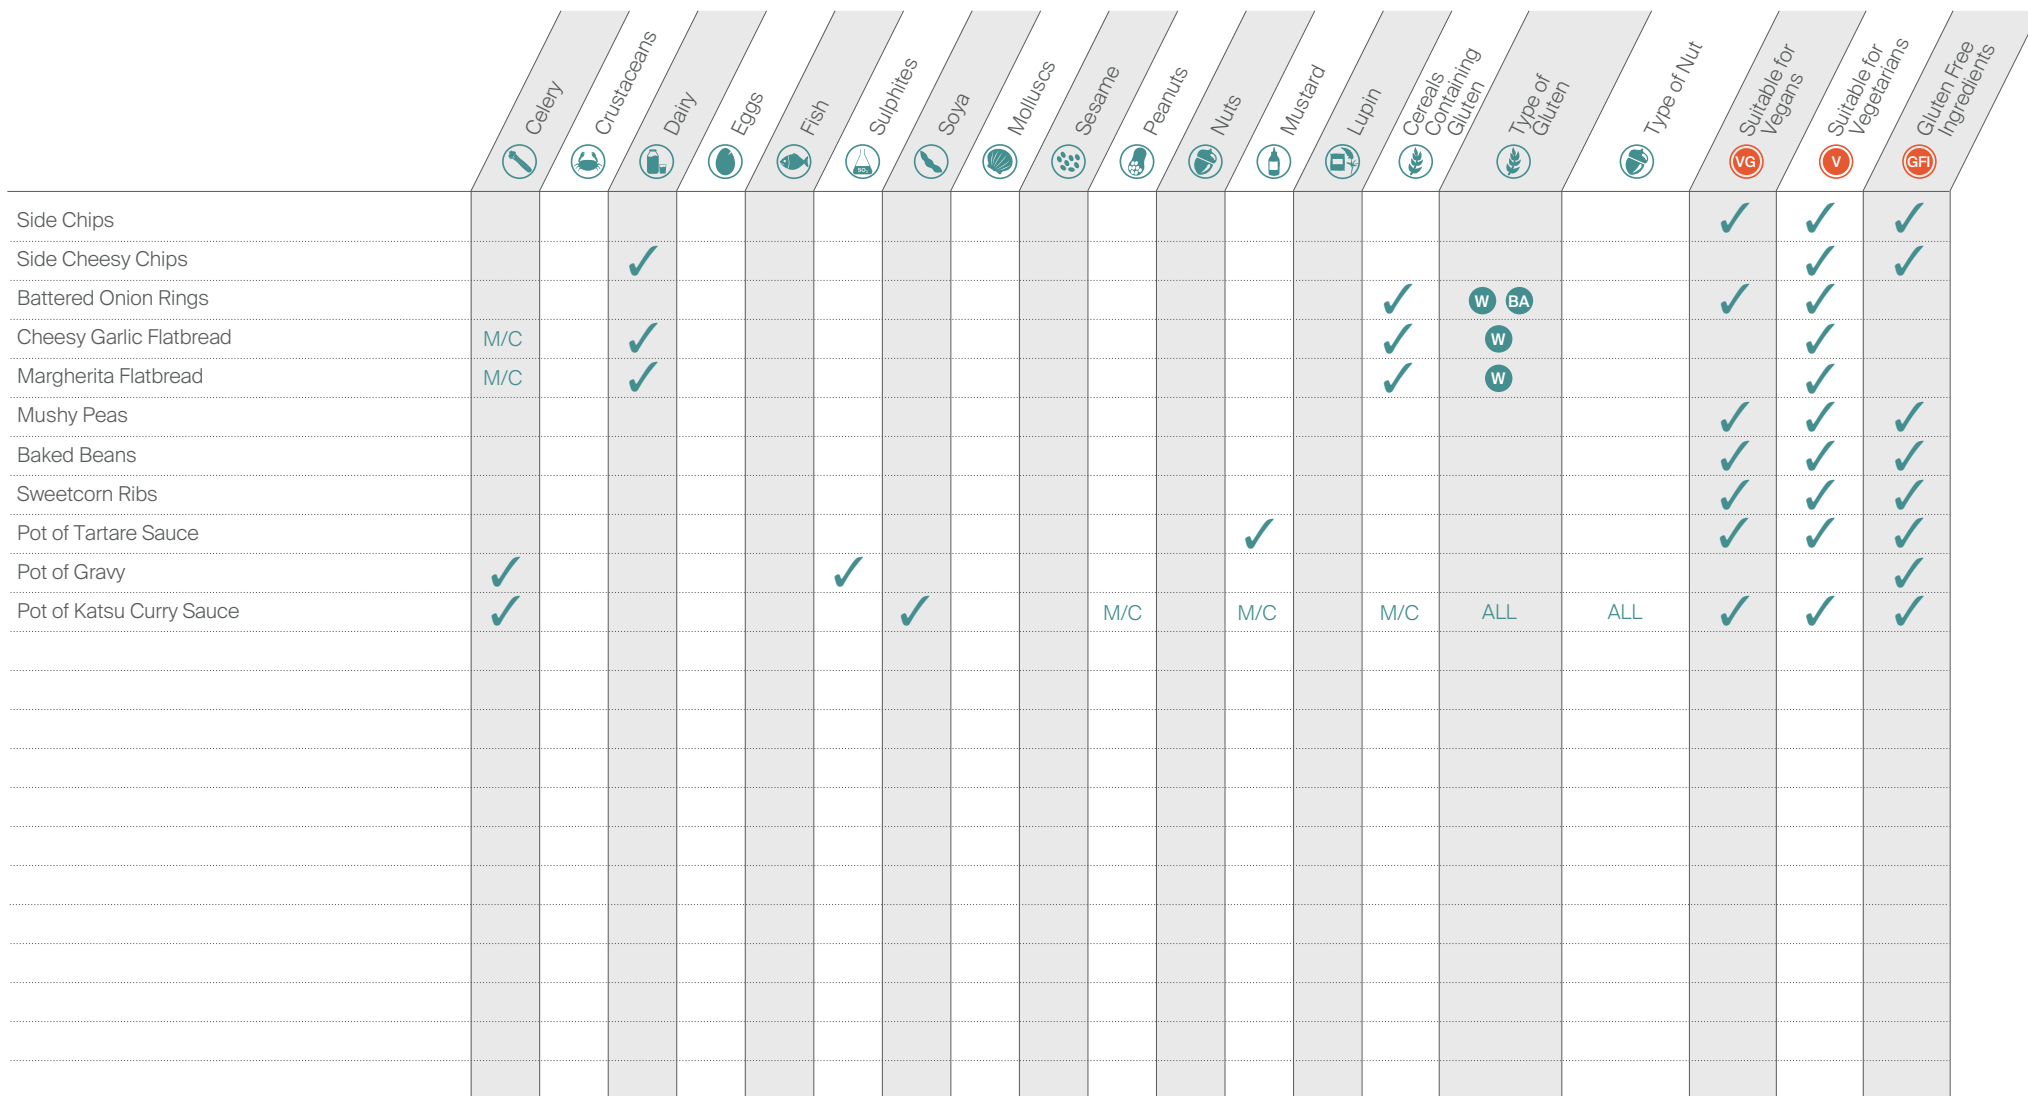 Celery
Crustaceans
Dairy
Eggs
Fish
Sulphites
Soya
Molluscs
Sesame
Peanuts
Nuts
Mustard
Lupin
Cereals
Containing
Gluten
Type of
Gluten
Type of Nut
Suitable for
Vegans
Suitable for
Vegetarians
Gluten Free
Ingredients
SO₂
VG V GFI
Side Chips ✓ ✓ ✓
Side Cheesy Chips ✓ ✓ ✓
Battered Onion Rings ✓ W BA ✓ ✓
Cheesy Garlic Flatbread M/C ✓ ✓ W ✓
Margherita Flatbread M/C ✓ ✓ W ✓
Mushy Peas ✓ ✓ ✓
Baked Beans ✓ ✓ ✓
Sweetcorn Ribs ✓ ✓ ✓
Pot of Tartare Sauce ✓ ✓ ✓ ✓
Pot of Gravy ✓ ✓ ✓
Pot of Katsu Curry Sauce ✓ ✓ M/C M/C M/C ALL ALL ✓ ✓ ✓